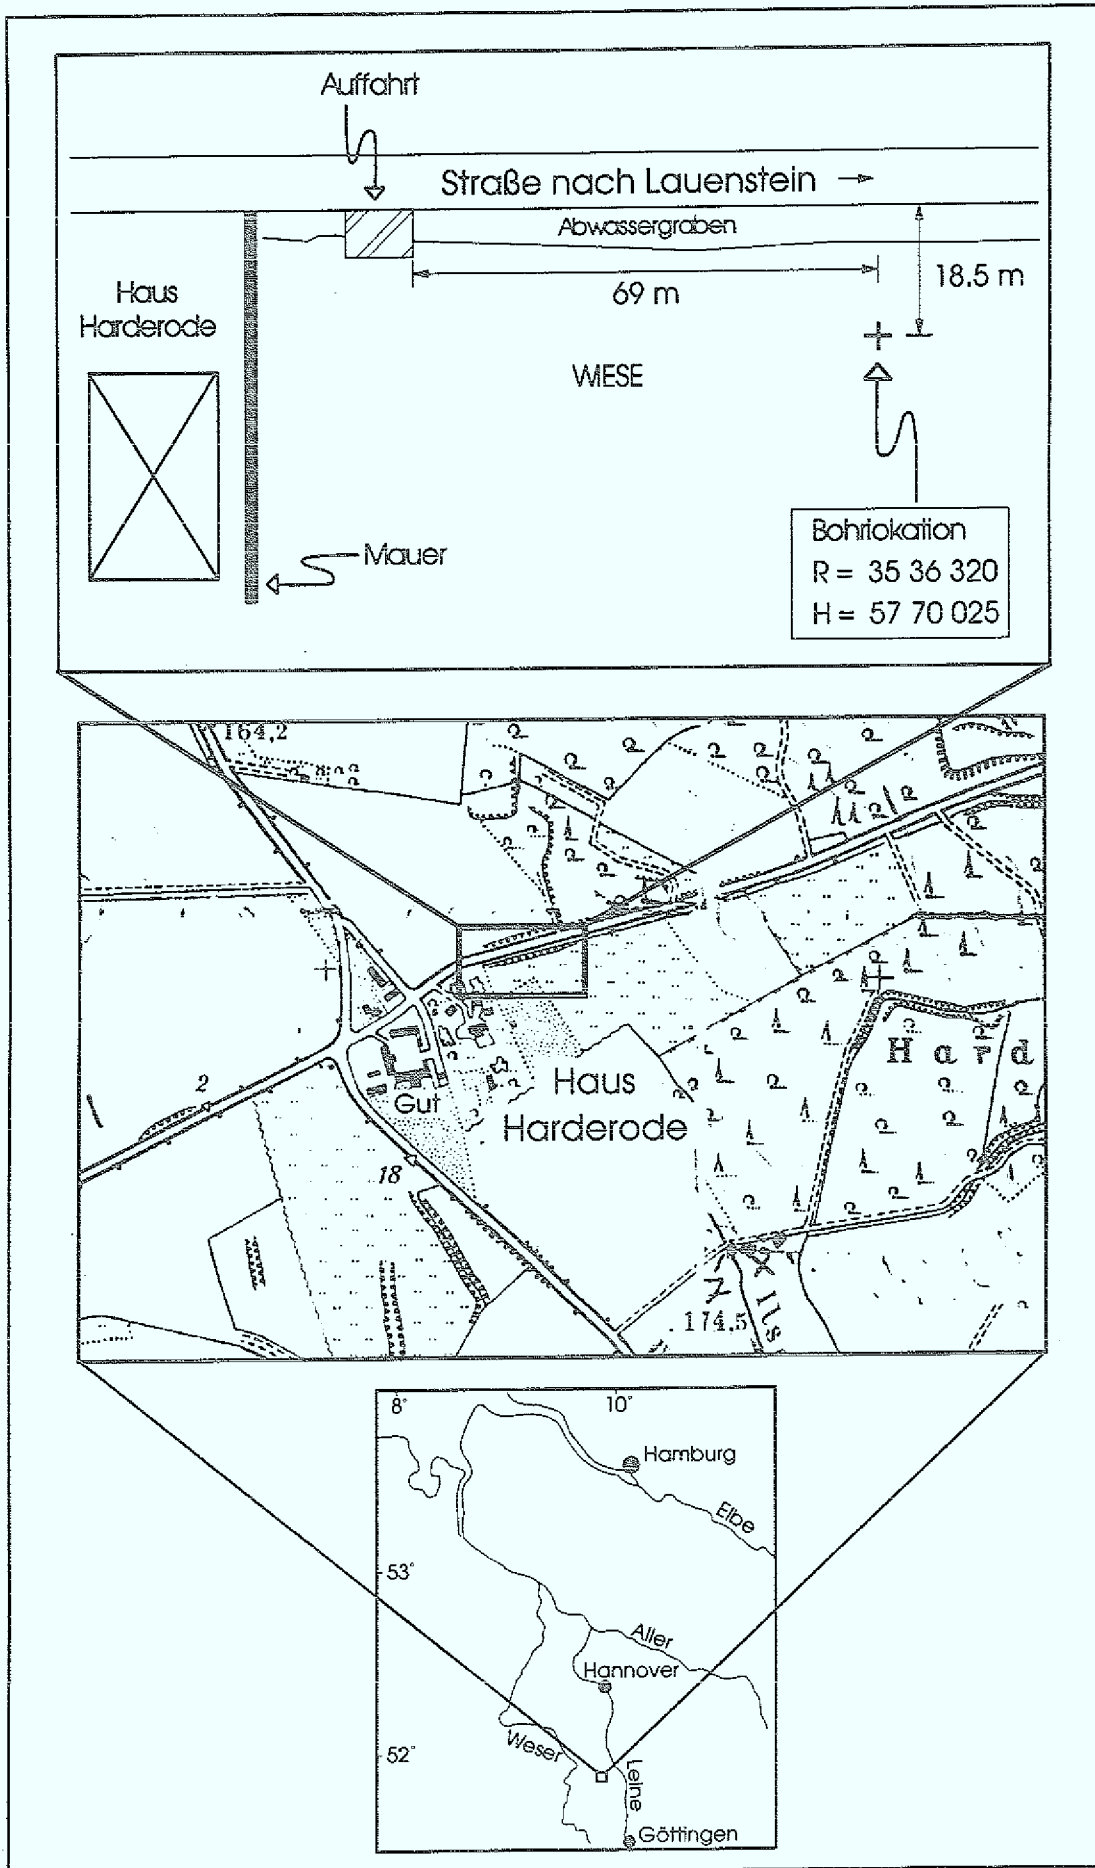 Auffahrt
Straße nach Lauenstein
Abwassergraben
69 m
18.5 m
Haus
Harderode
WIESE
Mauer
Bohrlokation
R = 35 36 320
H = 57 70 025
164,2
2
Gut
Haus
Harderode
Hard
18
174,5
Ils
8°
10°
Hamburg
Elbe
53°
Aller
Hannover
52°
Weser
Leine
Göttingen